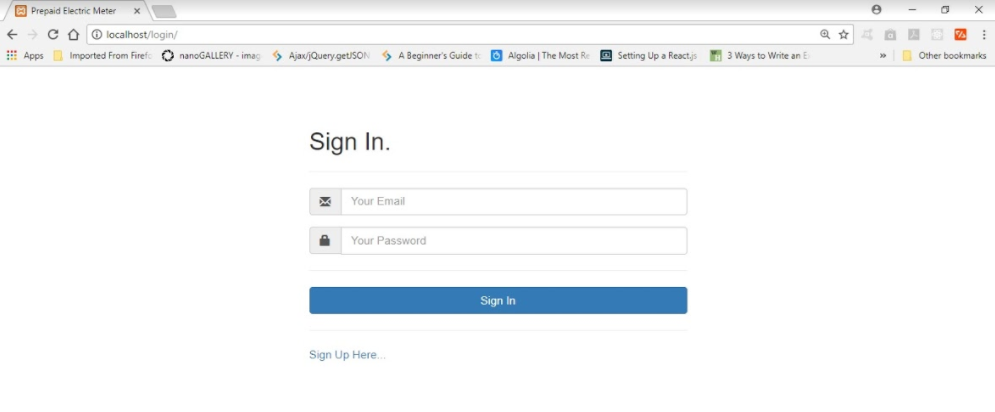 Prepaid Electric Meter
localhost/login/
Apps Imported From Firefo nanoGALLERY - imag Ajax/jQuery.getJSON A Beginner's Guide to Algolia | The Most Re Setting Up a React.js 3 Ways to Write an E » Other bookmarks
Sign In.
Your Email
Your Password
Sign In
Sign Up Here...